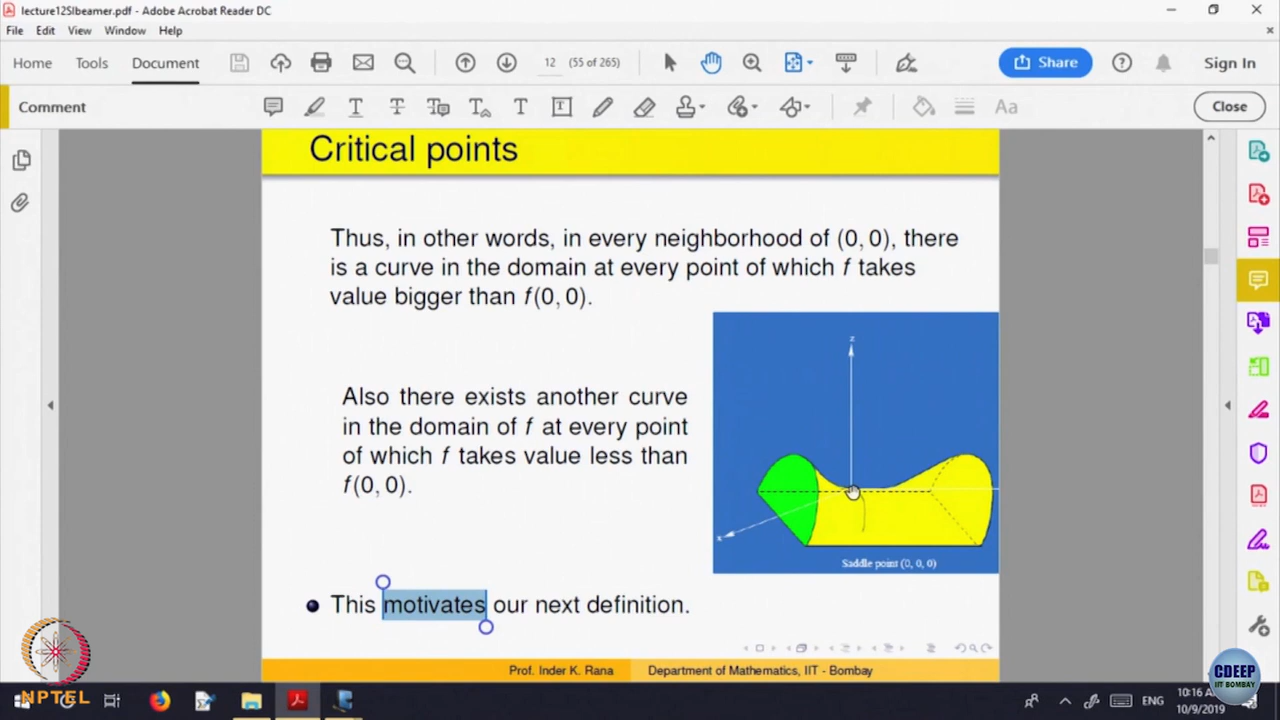 lecture12SIbeamer.pdf - Adobe Acrobat Reader DC
File Edit View Window Help
Home Tools Document 12 (55 of 265) Share Sign In
Comment Close
Critical points
Thus, in other words, in every neighborhood of (0, 0), there
is a curve in the domain at every point of which f takes
value bigger than f(0, 0).
Also there exists another curve
in the domain of f at every point
of which f takes value less than
f(0, 0).
z
x
Saddle point (0, 0, 0)
This motivates our next definition.
Prof. Inder K. Rana Department of Mathematics, IIT - Bombay
NPTEL
CDEEP
IIT BOMBAY
ENG
10:16
10/9/2019